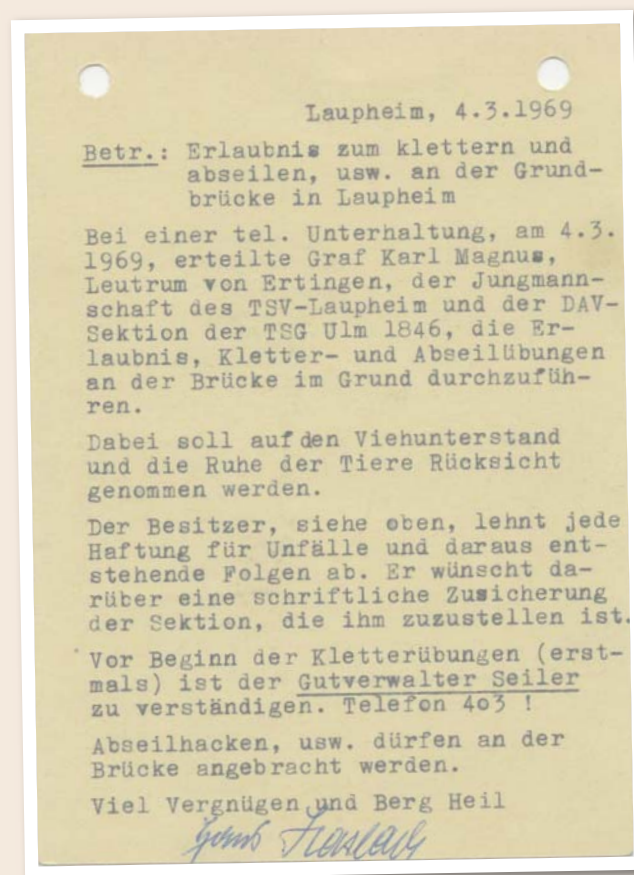 Laupheim, 4.3.1969
Betr.: Erlaubnis zum klettern und
abseilen, usw. an der Grund-
brücke in Laupheim
Bei einer tel. Unterhaltung, am 4.3.
1969, erteilte Graf Karl Magnus,
Leutrum von Ertingen, der Jungmann-
schaft des TSV-Laupheim und der DAV-
Sektion der TSG Ulm 1846, die Er-
laubnis, Kletter- und Abseilübungen
an der Brücke im Grund durchzufüh-
ren.
Dabei soll auf den Viehunterstand
und die Ruhe der Tiere Rücksicht
genommen werden.
Der Besitzer, siehe oben, lehnt jede
Haftung für Unfälle und daraus ent-
stehende Folgen ab. Er wünscht da-
rüber eine schriftliche Zusicherung
der Sektion, die ihm zuzustellen ist.
Vor Beginn der Kletterübungen (erst-
mals) ist der Gutverwalter Seiler
zu verständigen. Telefon 4o3 !
Abseilhacken, usw. dürfen an der
Brücke angebracht werden.
Viel Vergnügen und Berg Heil